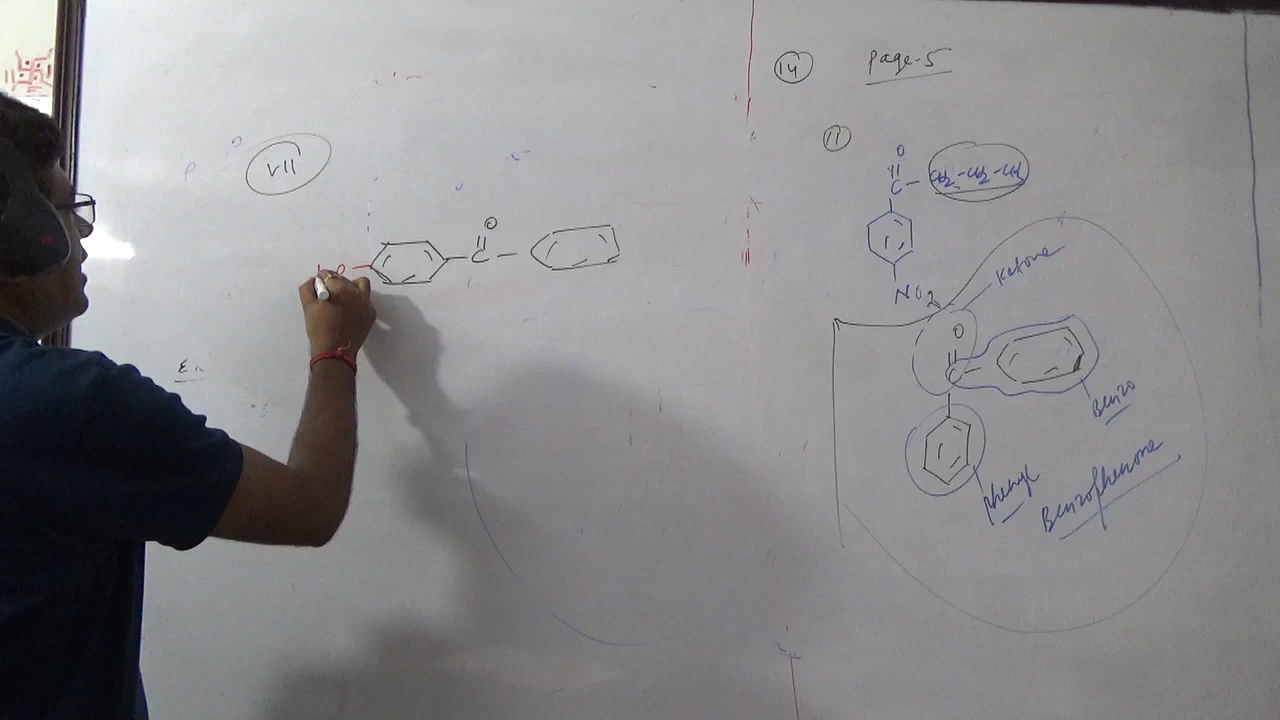 14 Page-5
VII
11
O
C CH2-CH2-CH3
NO2
Ketone
O
C
O
C
Benzo
Phenyl
Benzophenone